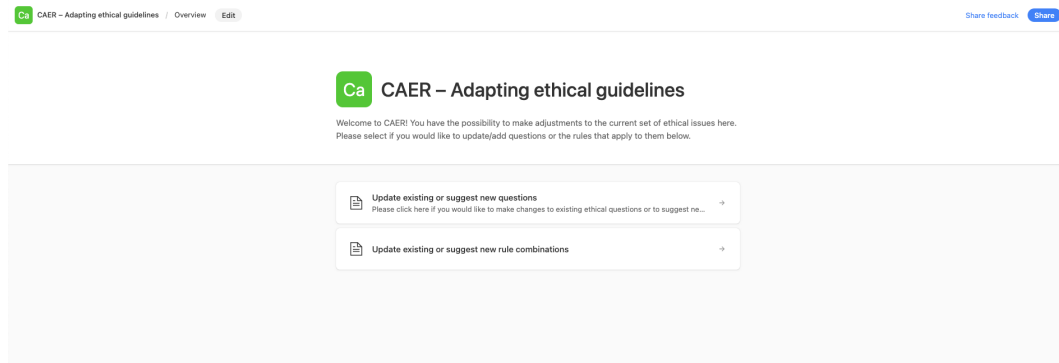 Ca CAER – Adapting ethical guidelines / Overview Edit Share feedback Share
Ca CAER – Adapting ethical guidelines
Welcome to CAER! You have the possibility to make adjustments to the current set of ethical issues here.
Please select if you would like to update/add questions or the rules that apply to them below.
Update existing or suggest new questions
Please click here if you would like to make changes to existing ethical questions or to suggest ne...
Update existing or suggest new rule combinations